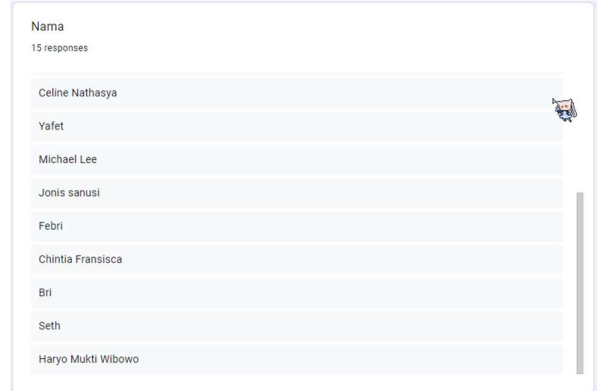 Nama
15 responses
Celine Nathasya
Yafet
Michael Lee
Jonis sanusi
Febri
Chintia Fransisca
Bri
Seth
Haryo Mukti Wibowo